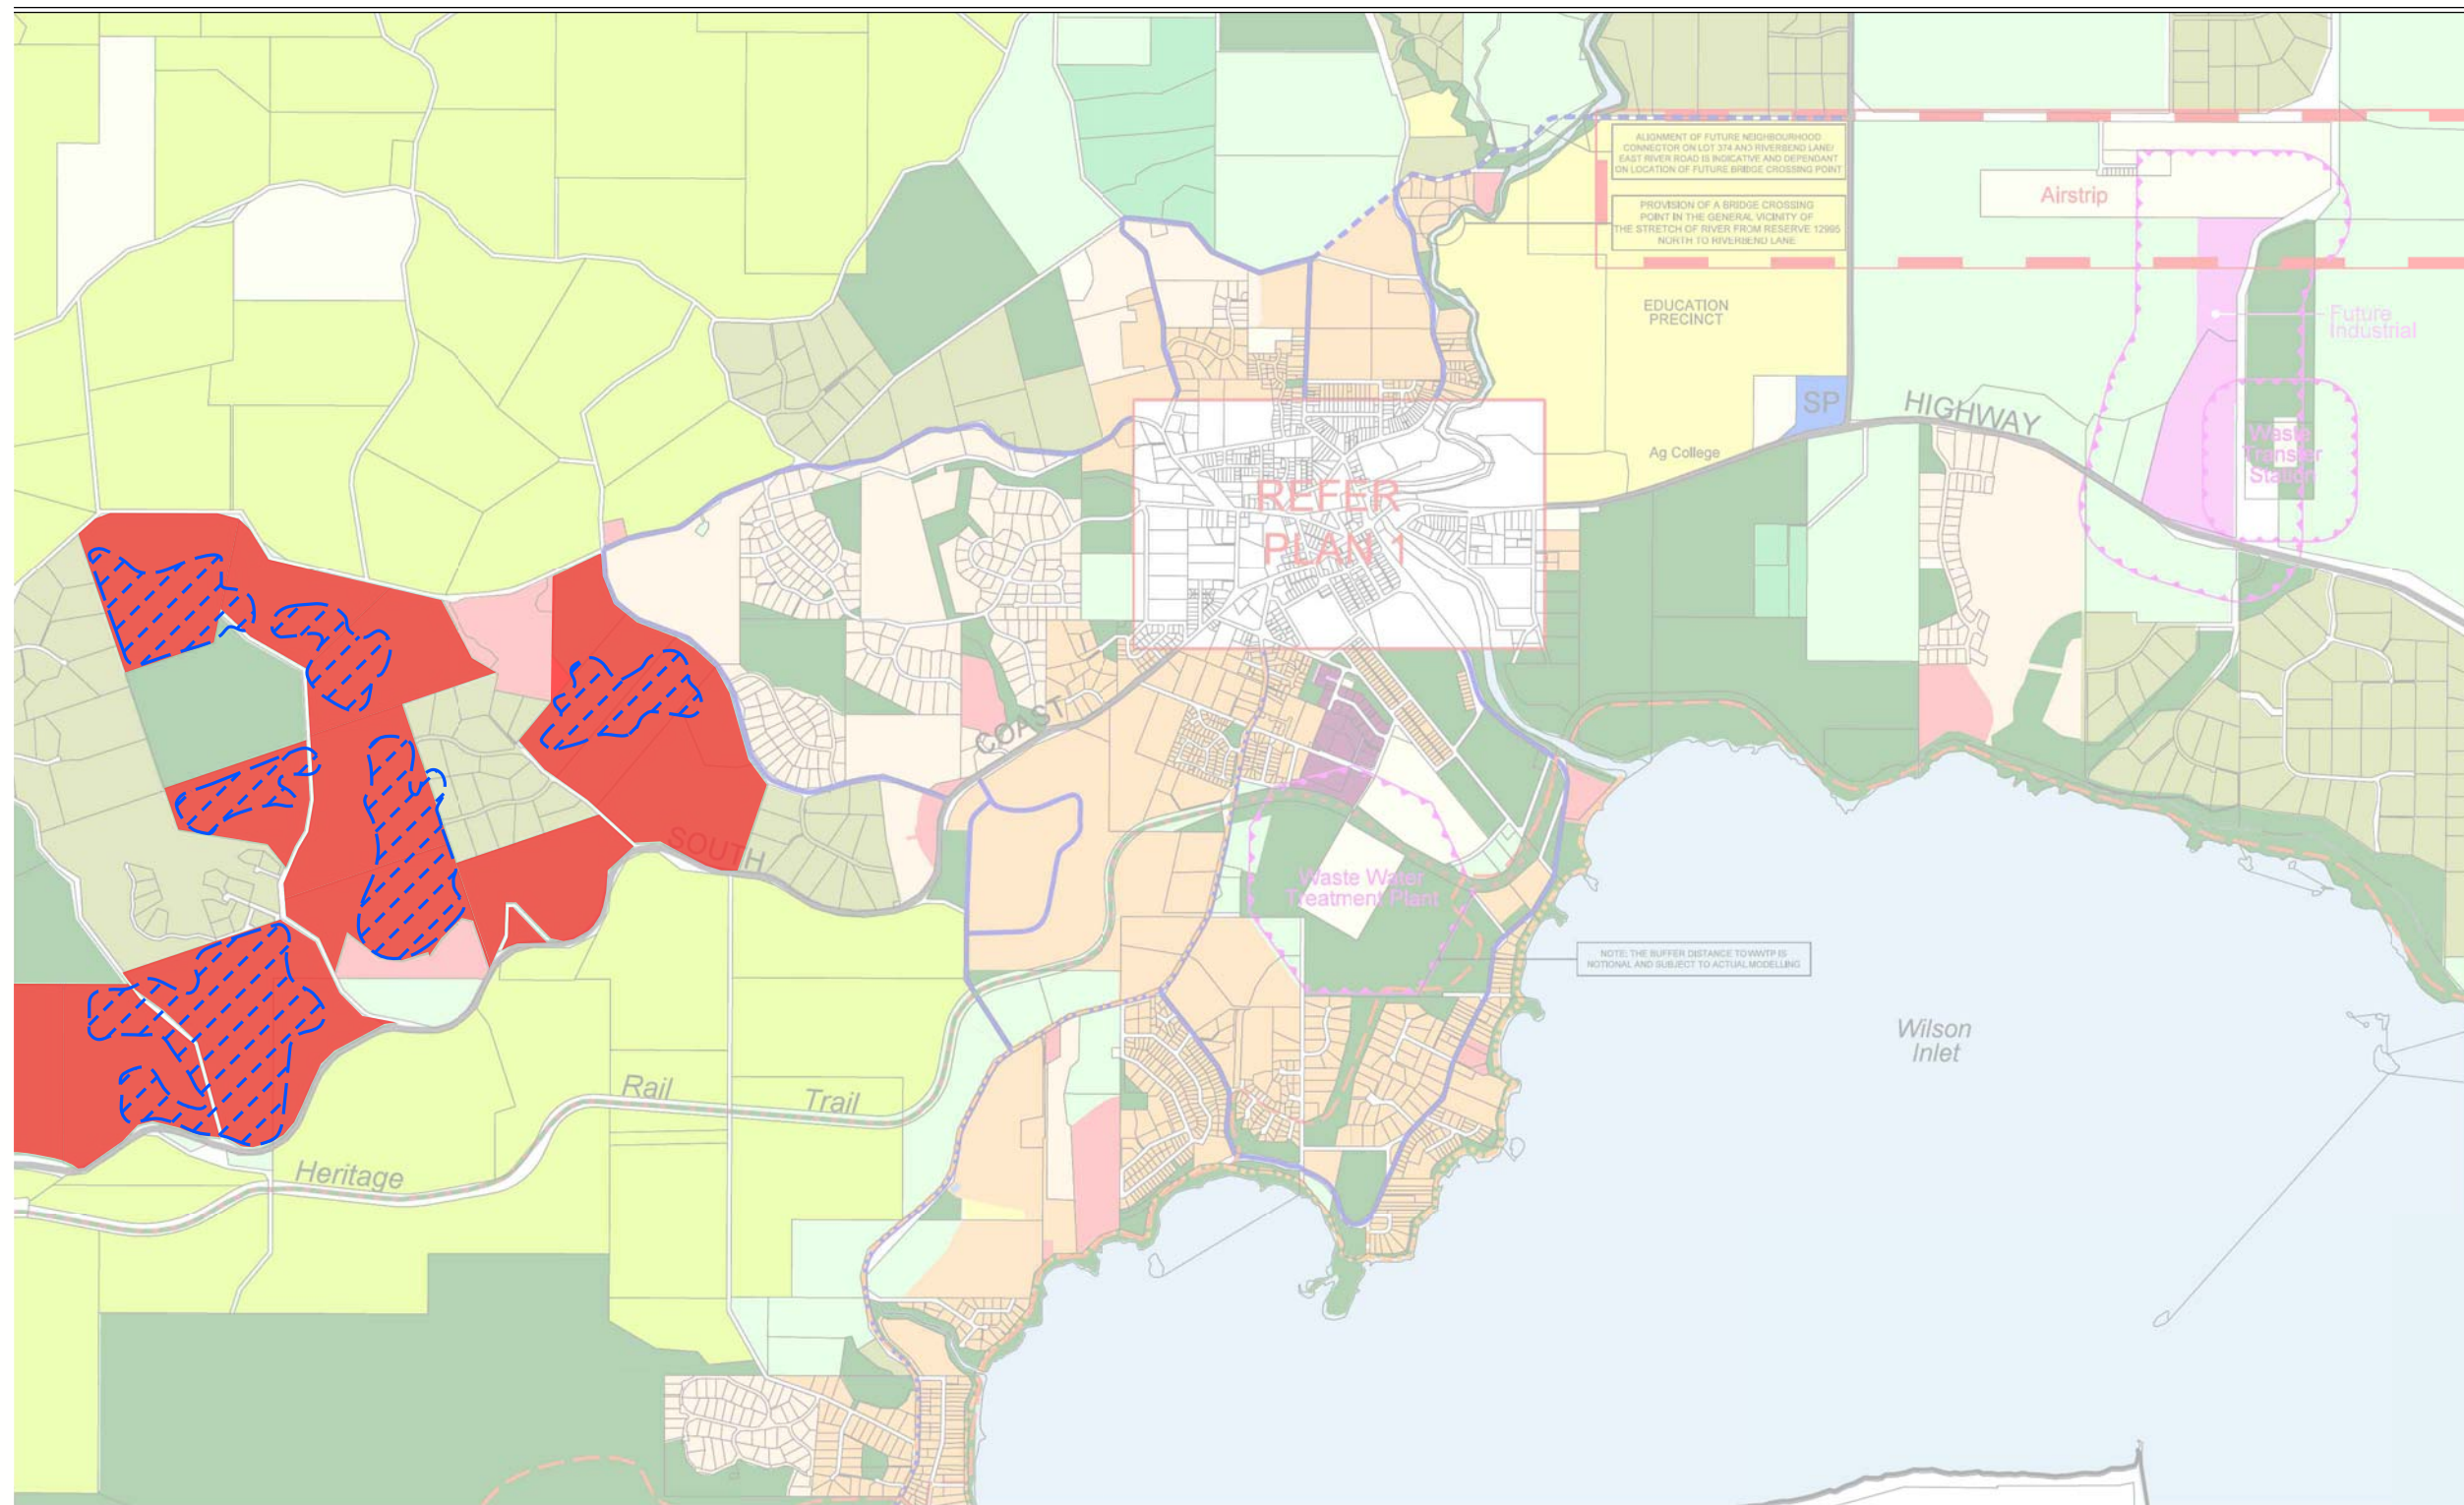 ALIGNMENT OF FUTURE NEIGHBOURHOOD
CONNECTOR ON LOT 374 AND RIVERBEND LANE/
EAST RIVER ROAD IS INDICATIVE AND DEPENDANT
ON LOCATION OF FUTURE BRIDGE CROSSING POINT
Airstrip
PROVISION OF A BRIDGE CROSSING
POINT IN THE GENERAL VICINITY OF
THE STRETCH OF RIVER FROM RESERVE 12995
NORTH TO RIVERBEND LANE
EDUCATION
PRECINCT
Future
Industrial
SP
HIGHWAY
Ag College
Waste
Transfer
Station
REFER
PLAN 1
COAST
SOUTH
Waste Water
Treatment Plant
NOTE: THE BUFFER DISTANCE TO WWTP IS
NOTIONAL AND SUBJECT TO ACTUAL MODELLING
Wilson
Inlet
Rail
Trail
Heritage